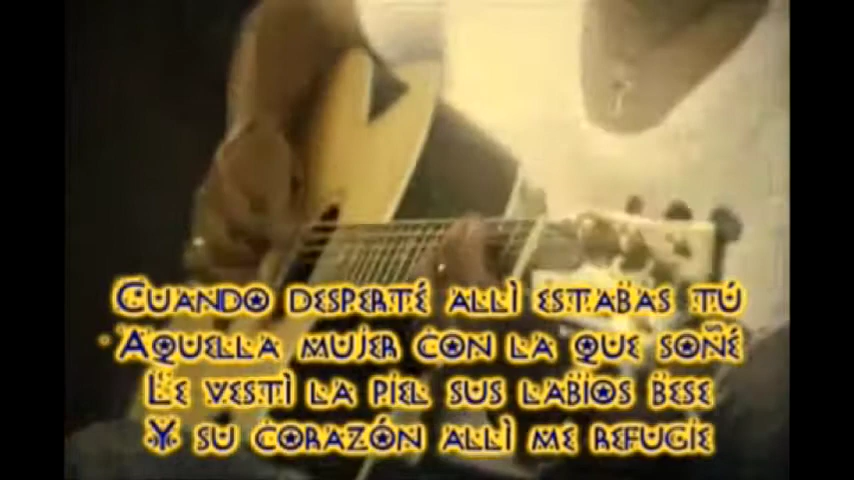 Cuando desperté allì estabas tú
Aquella mujer con la que soñé
Le vestì la piel sus labios bese
Y su corazón allì me refugie